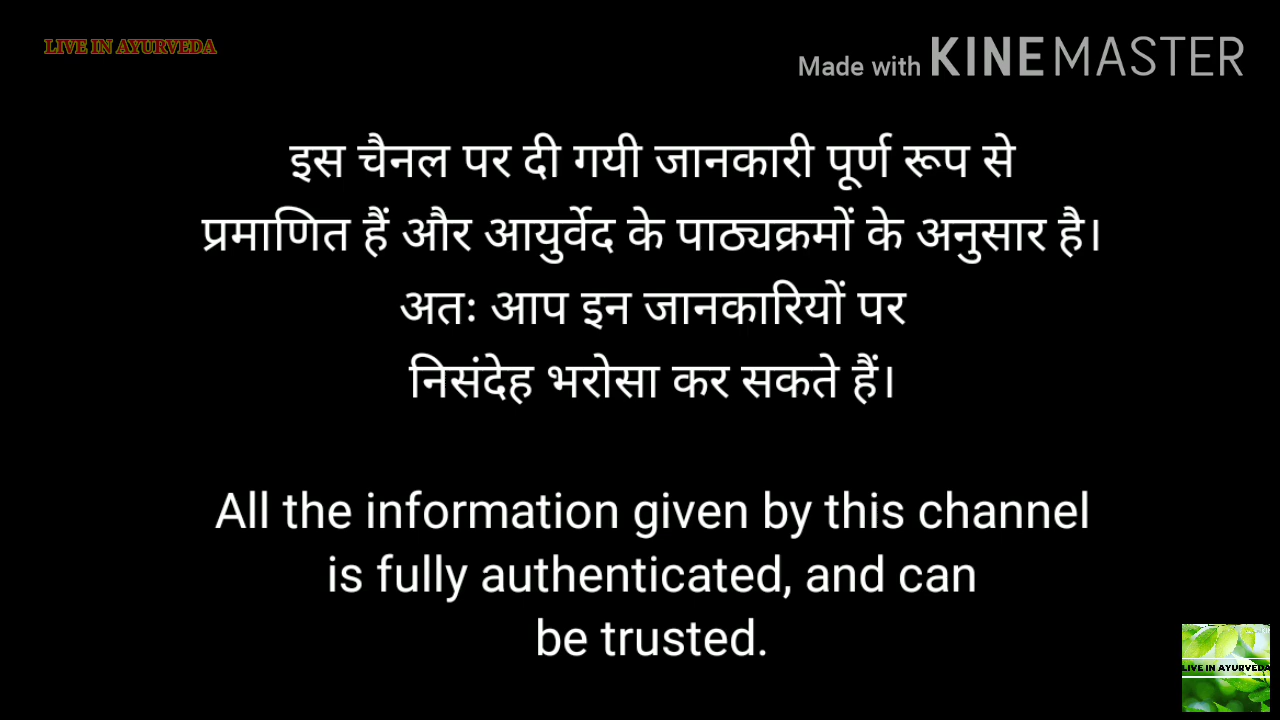 LIVE IN AYURVEDA
Made with KINEMASTER
इस चैनल पर दी गयी जानकारी पूर्ण रूप से
प्रमाणित हैं और आयुर्वेद के पाठ्यक्रमों के अनुसार है।
अतः आप इन जानकारियों पर
निसंदेह भरोसा कर सकते हैं।
All the information given by this channel
is fully authenticated, and can
be trusted.
LIVE IN AYURVEDA